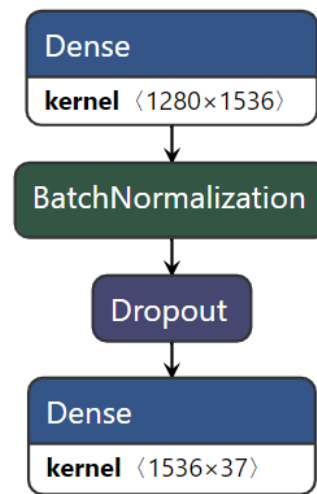 Dense
kernel 〈1280×1536〉
BatchNormalization
Dropout
Dense
kernel 〈1536×37〉